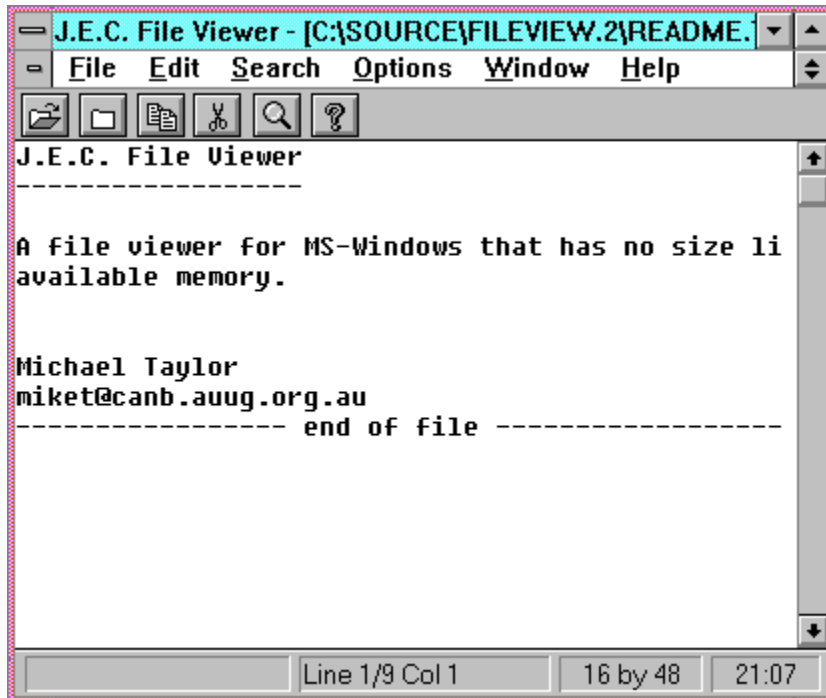 J.E.C. File Viewer - [C:\SOURCE\FILEVIEW.2\README.
File Edit Search Options Window Help
J.E.C. File Viewer
------------------
A file viewer for MS-Windows that has no size li
available memory.
Michael Taylor
miket@canb.auug.org.au
----------------- end of file ------------------
Line 1/9 Col 1 16 by 48 21:07